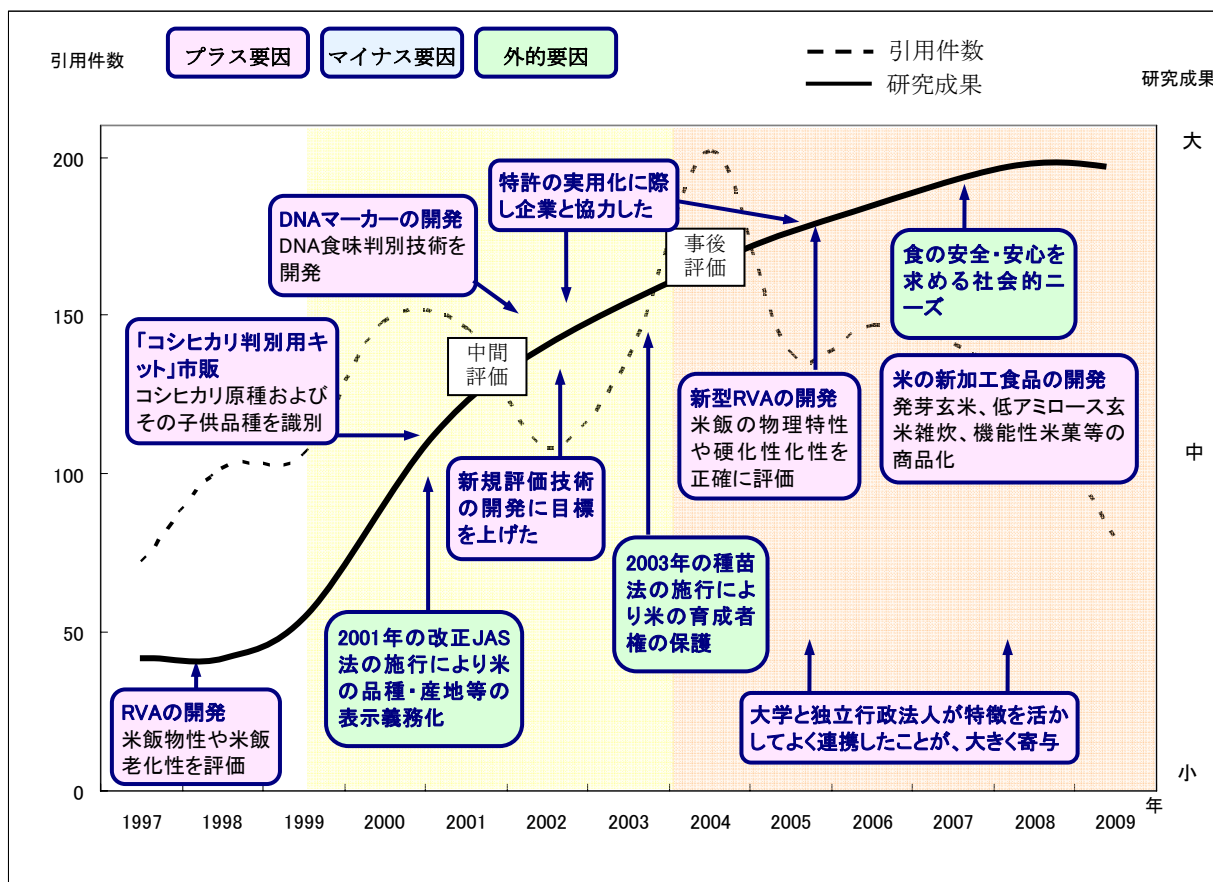 引用件数
プラス要因
マイナス要因
外的要因
引用件数
研究成果
研究成果
200
150
100
50
0
大
中
小
特許の実用化に際
し企業と協力した
DNAマーカーの開発
DNA食味判別技術を
開発
事後
評価
食の安全・安心を
求める社会的ニ
ーズ
「コシヒカリ判別用キ
ット」市販
コシヒカリ原種および
その子供品種を識別
中間
評価
新型RVAの開発
米飯の物理特性
や硬化性化性を
正確に評価
米の新加工食品の開発
発芽玄米、低アミロース玄
米雑炊、機能性米菓等の
商品化
新規評価技術
の開発に目標
を上げた
2003年の種苗
法の施行によ
り米の育成者
権の保護
2001年の改正JAS
法の施行により米
の品種・産地等の
表示義務化
RVAの開発
米飯物性や米飯
老化性を評価
大学と独立行政法人が特徴を活か
してよく連携したことが、大きく寄与
1997
1998
1999
2000
2001
2002
2003
2004
2005
2006
2007
2008
2009
年